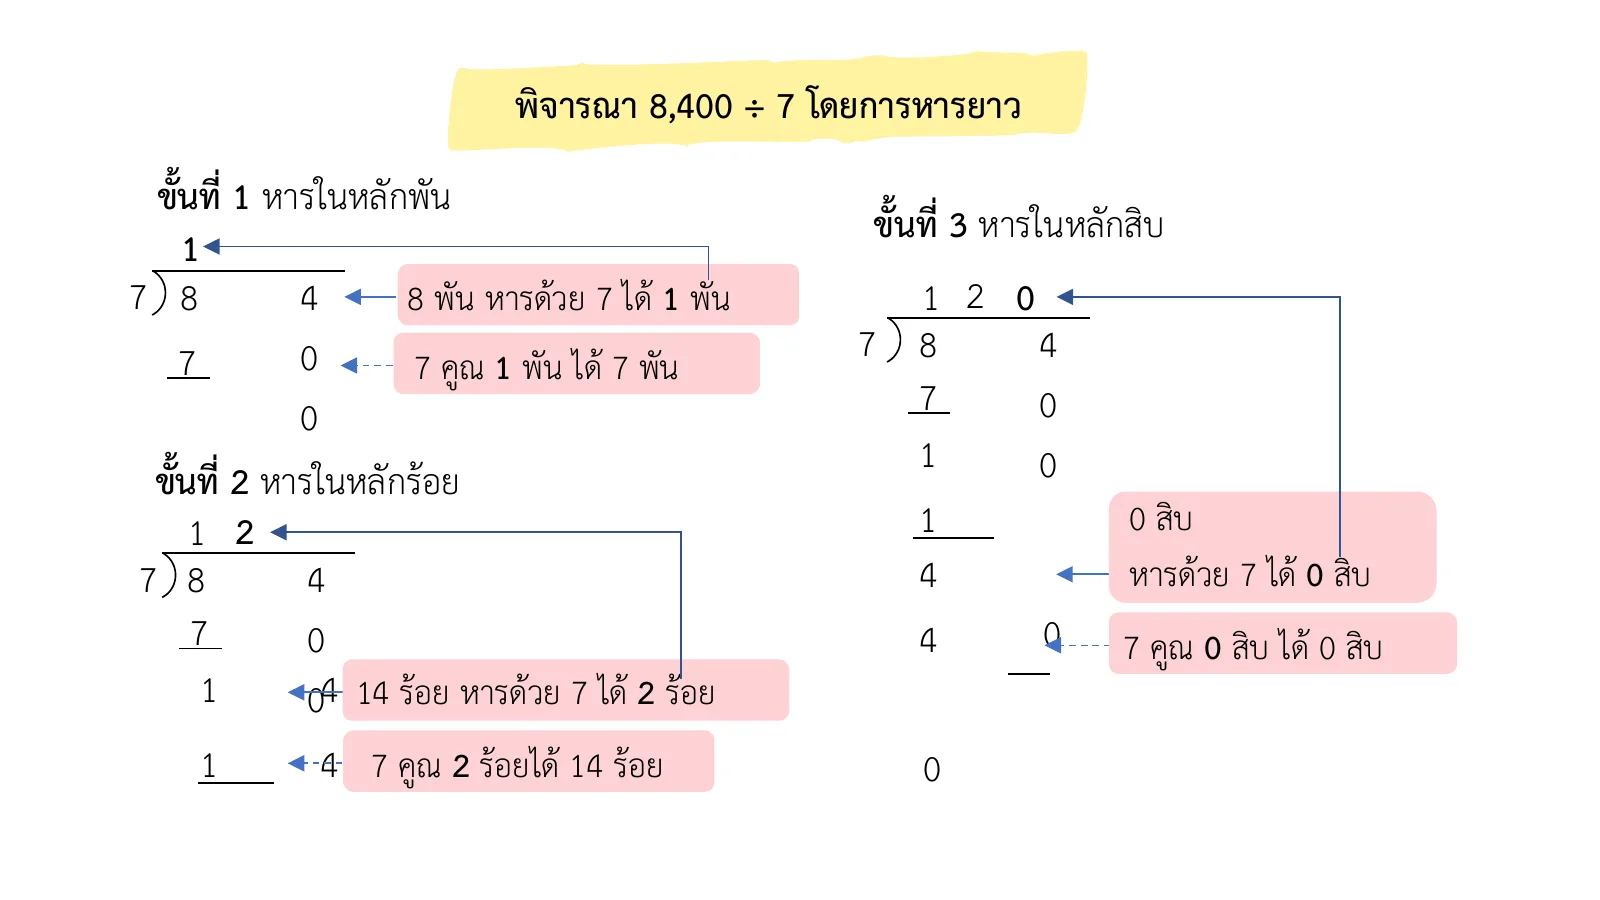 พิจารณา 8,400 ÷ 7 โดยการหารยาว
ขั้นที่ 1 หารในหลักพัน
1
7 8 4
8 พัน หารด้วย 7 ได้ 1 พัน
7 0
7 คูณ 1 พัน ได้ 7 พัน
0
ขั้นที่ 2 หารในหลักร้อย
1 2
7 8 4
7 0
1 0 4
14 ร้อย หารด้วย 7 ได้ 2 ร้อย
1 4
7 คูณ 2 ร้อยได้ 14 ร้อย
ขั้นที่ 3 หารในหลักสิบ
1 2 0
7 8 4
7 0
1 0
1
0 สิบ
4
หารด้วย 7 ได้ 0 สิบ
4 0
7 คูณ 0 สิบ ได้ 0 สิบ
0